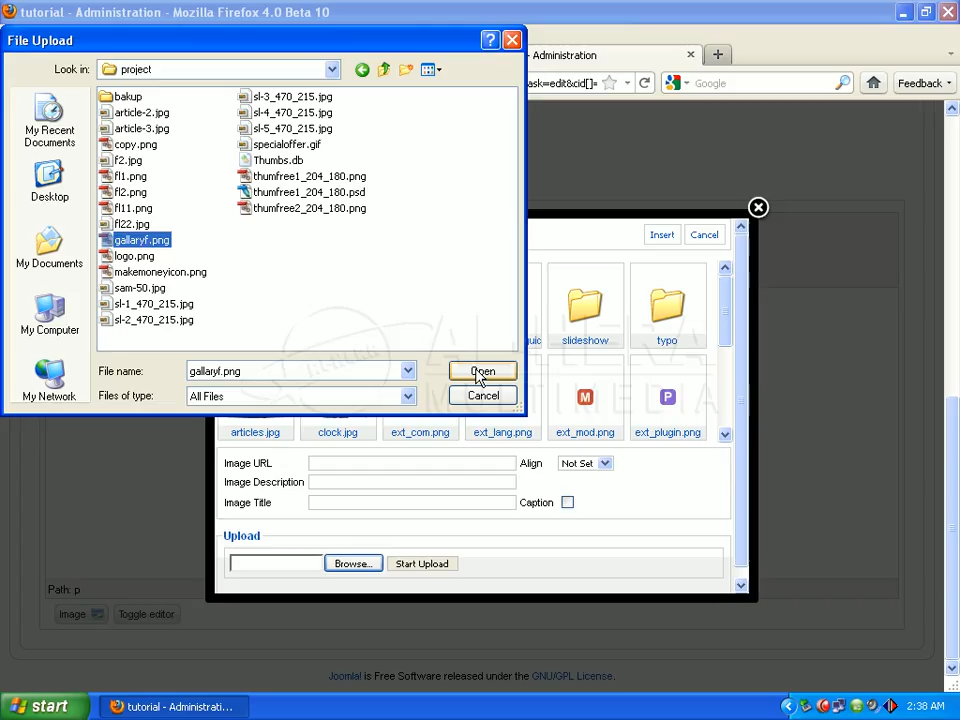 tutorial - Administration - Mozilla Firefox 4.0 Beta 10
File Upload
- Administration
Look in:
project
ask=edit&cid[]=
Google
Feedback
My Recent
Documents
Desktop
My Documents
My Computer
My Network
bakup
article-2.jpg
article-3.jpg
copy.png
f2.jpg
fl1.png
fl2.png
fl11.png
fl22.jpg
gallaryf.png
logo.png
makemoneyicon.png
sam-50.jpg
sl-1_470_215.jpg
sl-2_470_215.jpg
sl-3_470_215.jpg
sl-4_470_215.jpg
sl-5_470_215.jpg
specialoffer.gif
Thumbs.db
thumfree1_204_180.png
thumfree1_204_180.psd
thumfree2_204_180.png
File name:
gallaryf.png
Open
Files of type:
All Files
Cancel
Insert
Cancel
slideshow
typo
ALPHERA
MULTIMEDIA
M
P
articles.jpg
clock.jpg
ext_com.png
ext_lang.png
ext_mod.png
ext_plugin.png
Image URL
Align
Not Set
Image Description
Image Title
Caption
Upload
Browse...
Start Upload
Path: p
Image
Toggle editor
Joomla! is Free Software released under the GNU/GPL License.
start
tutorial - Administrati...
2:38 AM